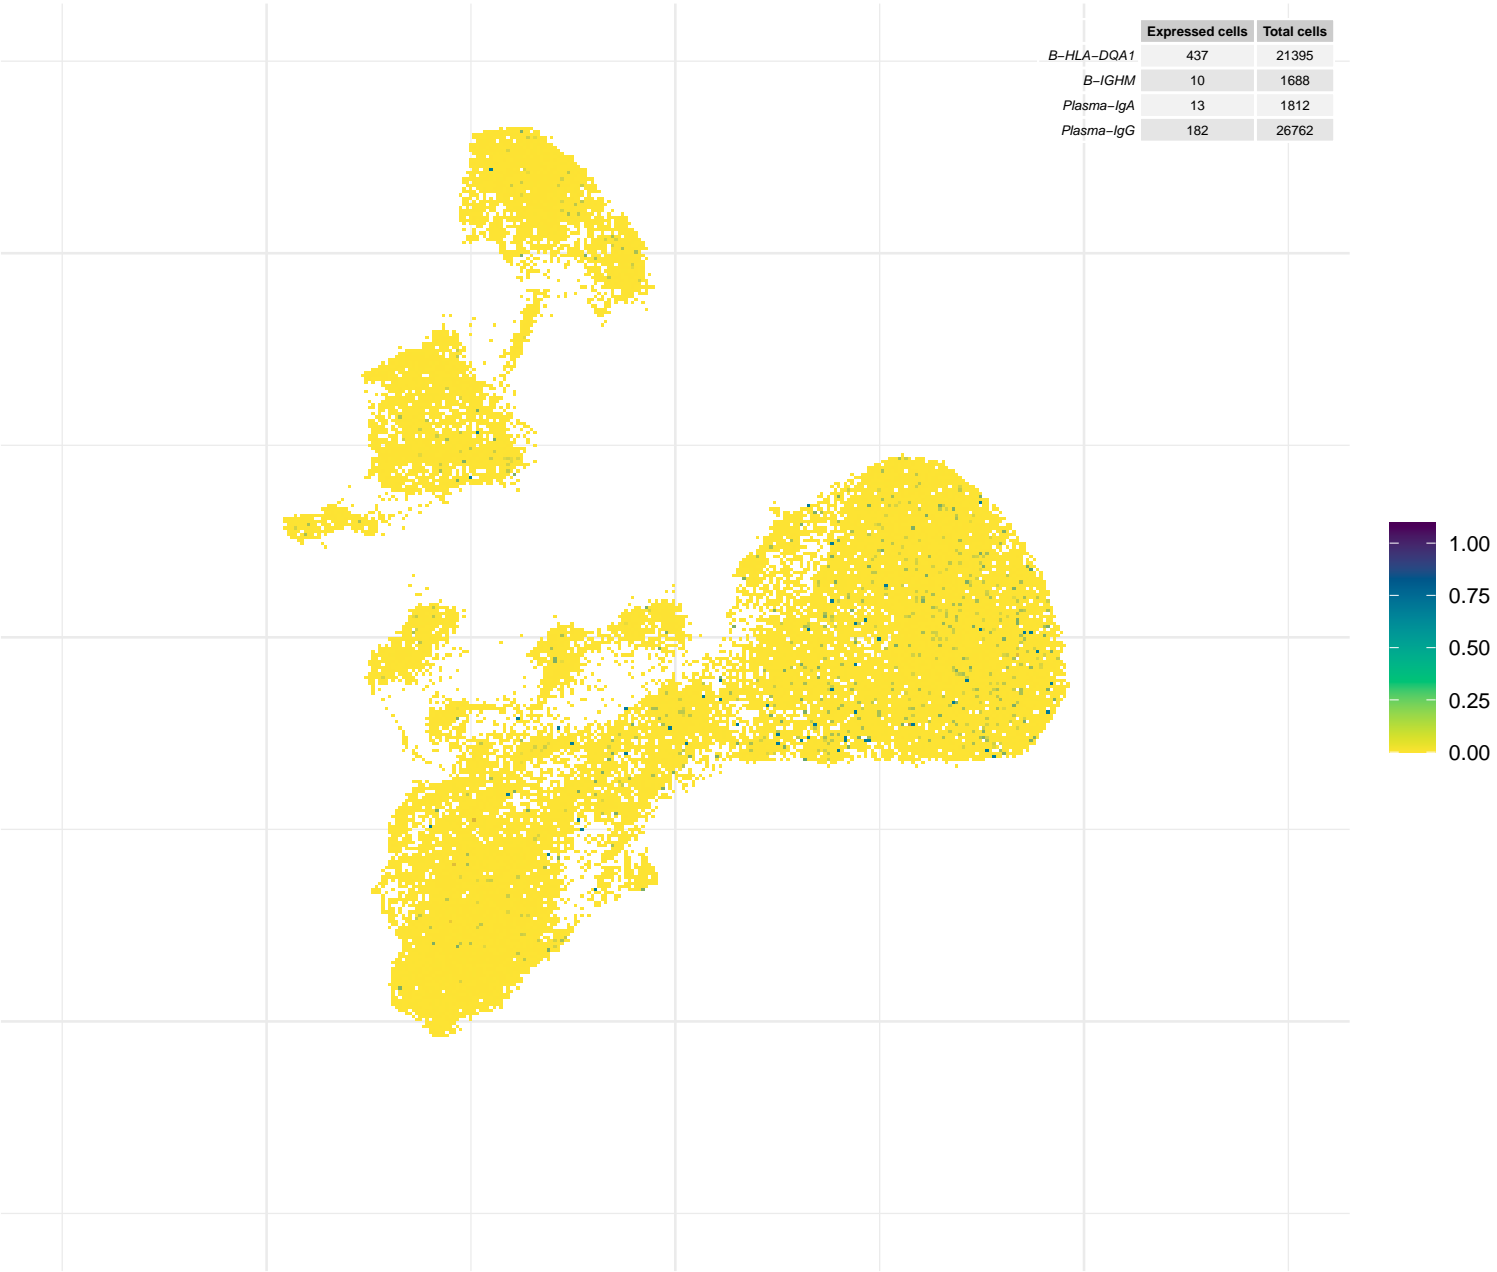 Expressed cells Total cells
B−HLA−DQA1 437 21395
B−IGHM 10 1688
Plasma−IgA 13 1812
Plasma−IgG 182 26762
1.00
0.75
0.50
0.25
0.00